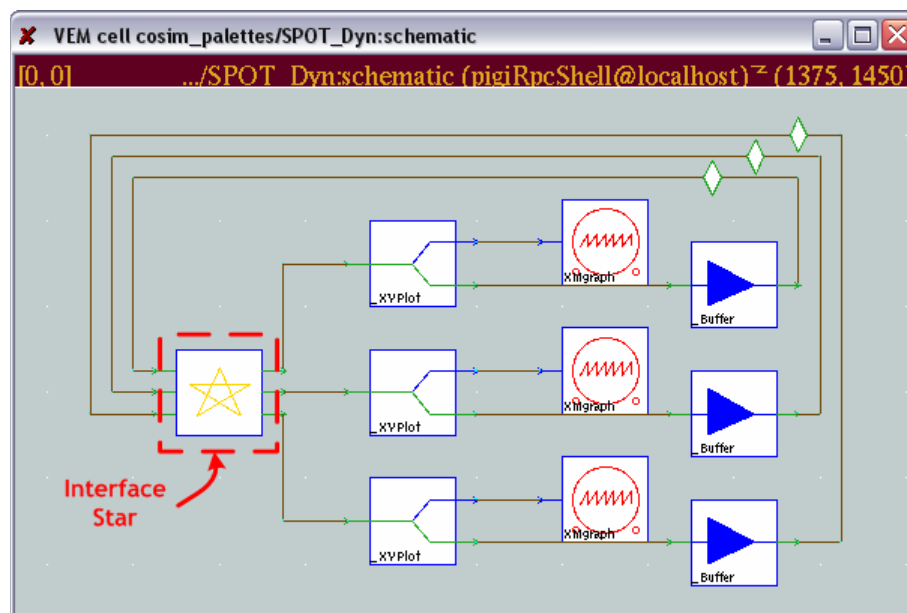 VEM cell cosim_palettes/SPOT_Dyn:schematic
[0, 0] .../SPOT_Dyn:schematic (pigiRpcShell@localhost) (1375, 1450)
XMgraph
_XYPlot
_Buffer
XMgraph
_XYPlot
_Buffer
Interface
Star
XMgraph
_XYPlot
_Buffer